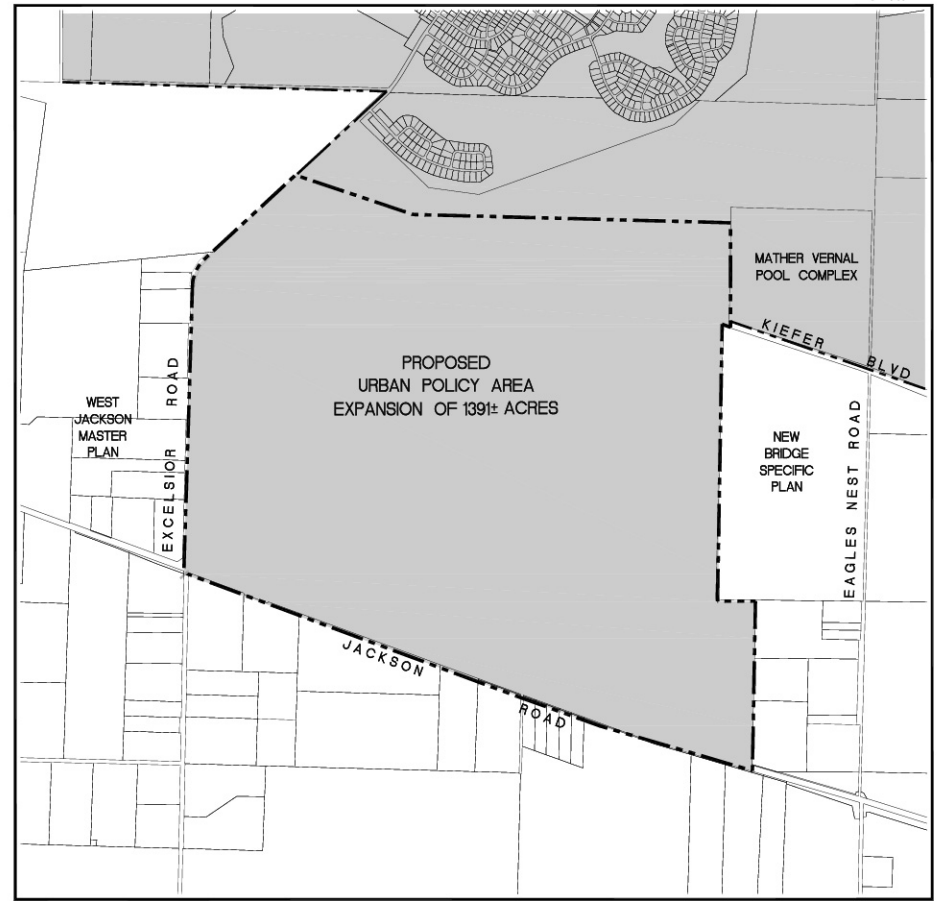 MATHER VERNAL
POOL COMPLEX
KIEFER BLVD
PROPOSED
URBAN POLICY AREA
EXPANSION OF 1391± ACRES
WEST
JACKSON
MASTER
PLAN
EXCELSIOR ROAD
NEW
BRIDGE
SPECIFIC
PLAN
EAGLES NEST ROAD
JACKSON ROAD